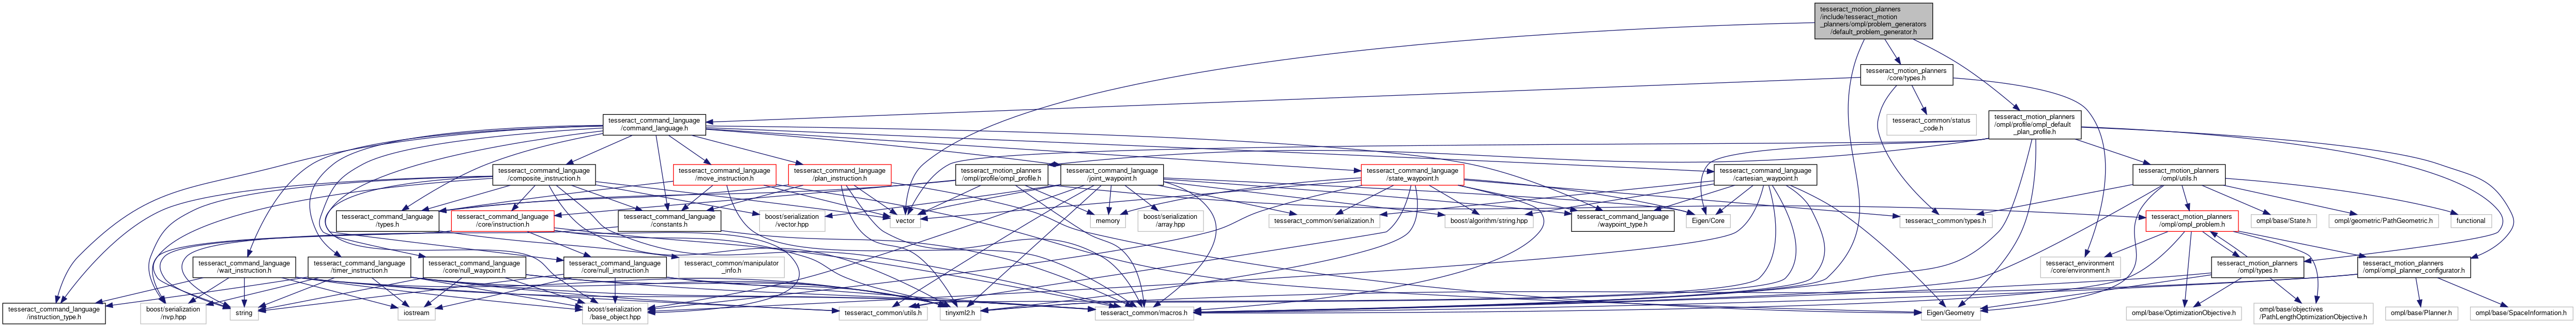 tesseract_motion_planners
/include/tesseract_motion
_planners/ompl/problem_generators
/default_problem_generator.h
tesseract_motion_planners
/core/types.h
tesseract_command_language
/command_language.h
tesseract_common/status
_code.h
tesseract_motion_planners
/ompl/profile/ompl_default
_plan_profile.h
tesseract_command_language
/composite_instruction.h
tesseract_command_language
/move_instruction.h
tesseract_command_language
/plan_instruction.h
tesseract_motion_planners
/ompl/profile/ompl_profile.h
tesseract_command_language
/joint_waypoint.h
tesseract_command_language
/state_waypoint.h
tesseract_command_language
/cartesian_waypoint.h
tesseract_motion_planners
/ompl/utils.h
tesseract_command_language
/types.h
tesseract_command_language
/core/instruction.h
tesseract_command_language
/constants.h
boost/serialization
/vector.hpp
vector
memory
boost/serialization
/array.hpp
tesseract_common/serialization.h
boost/algorithm/string.hpp
tesseract_command_language
/waypoint_type.h
Eigen/Core
tesseract_common/types.h
tesseract_motion_planners
/ompl/ompl_problem.h
ompl/base/State.h
ompl/geometric/PathGeometric.h
functional
tesseract_command_language
/wait_instruction.h
tesseract_command_language
/timer_instruction.h
tesseract_command_language
/core/null_waypoint.h
tesseract_command_language
/core/null_instruction.h
tesseract_common/manipulator
_info.h
tesseract_environment
/core/environment.h
tesseract_motion_planners
/ompl/types.h
tesseract_motion_planners
/ompl/ompl_planner_configurator.h
tesseract_command_language
/instruction_type.h
boost/serialization
/nvp.hpp
string
iostream
boost/serialization
/base_object.hpp
tesseract_common/utils.h
tinyxml2.h
tesseract_common/macros.h
Eigen/Geometry
ompl/base/OptimizationObjective.h
ompl/base/objectives
/PathLengthOptimizationObjective.h
ompl/base/Planner.h
ompl/base/SpaceInformation.h